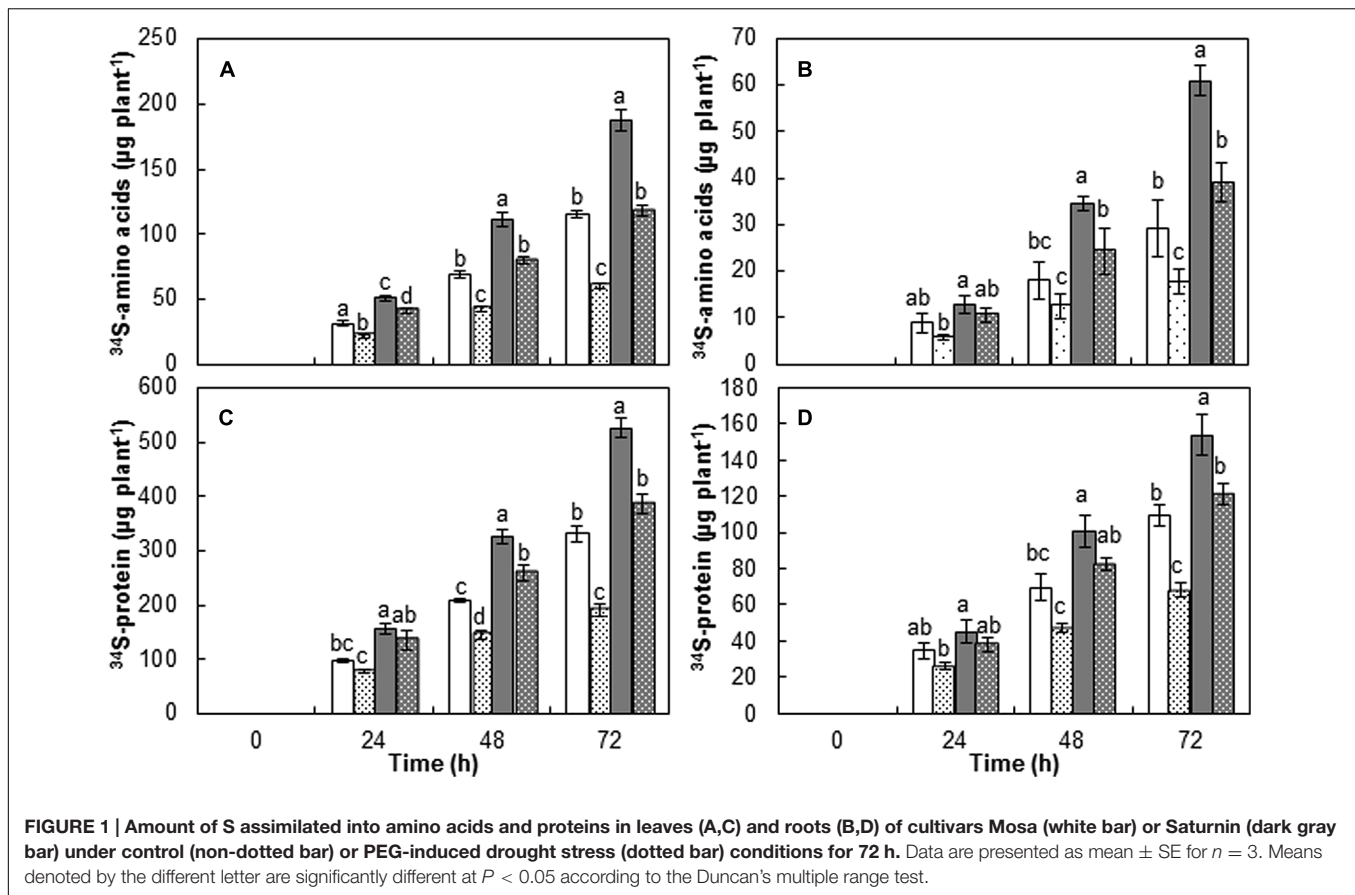 250
200
150
100
50
0
³⁴S-amino acids (µg plant⁻¹)
A
a b c d
b c a b
b c a b
70
60
50
40
30
20
10
0
³⁴S-amino acids (µg plant⁻¹)
B
ab b a ab
bc c a b
b c a b
600
500
400
300
200
100
0
³⁴S-protein (µg plant⁻¹)
C
bc c a ab
c d a b
b c a b
0 24 48 72
Time (h)
180
160
140
120
100
80
60
40
20
0
³⁴S-protein (µg plant⁻¹)
D
ab b a ab
bc c a ab
b c a b
0 24 48 72
Time (h)
FIGURE 1 | Amount of S assimilated into amino acids and proteins in leaves (A,C) and roots (B,D) of cultivars Mosa (white bar) or Saturnin (dark gray
bar) under control (non-dotted bar) or PEG-induced drought stress (dotted bar) conditions for 72 h. Data are presented as mean ± SE for n = 3. Means
denoted by the different letter are significantly different at P < 0.05 according to the Duncan's multiple range test.